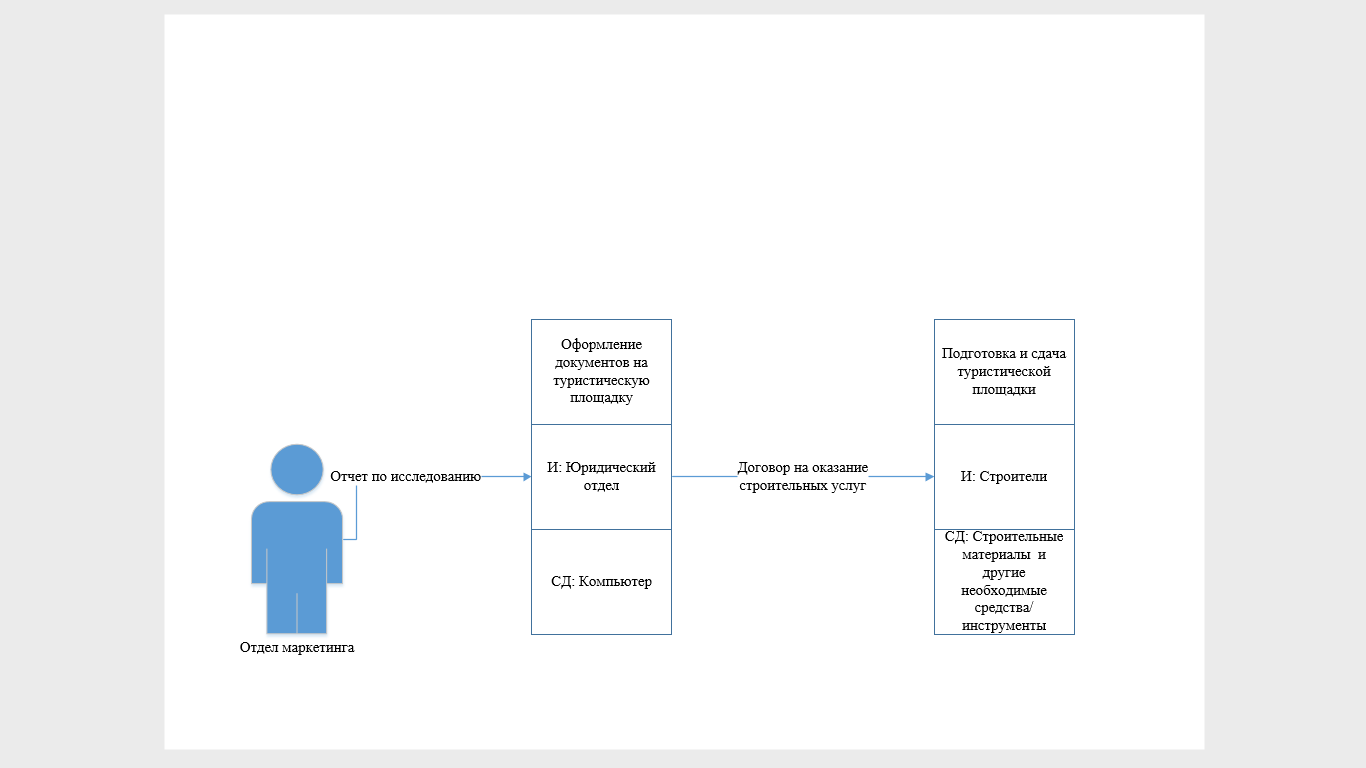 Оформление
документов на
туристическую
площадку
Подготовка и сдача
туристической
площадки
Отчет по исследованию
И: Юридический
отдел
Договор на оказание
строительных услуг
И: Строители
СД: Компьютер
СД: Строительные
материалы и
другие
необходимые
средства/
инструменты
Отдел маркетинга